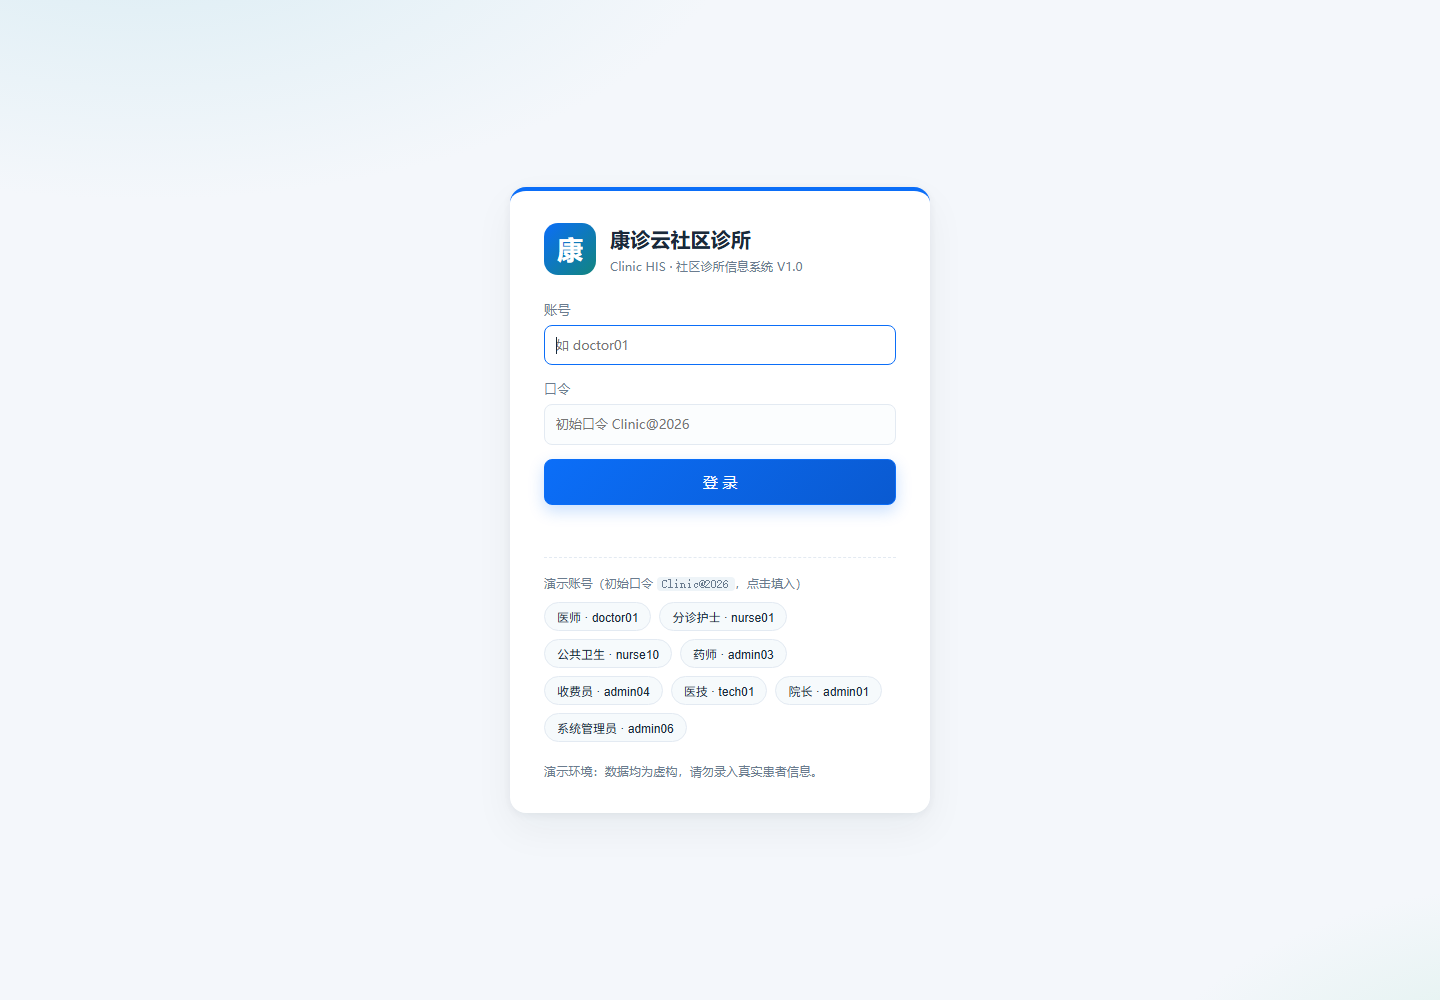 康
康诊云社区诊所
Clinic HIS · 社区诊所信息系统 V1.0
账号
如 doctor01
口令
初始口令 Clinic@2026
登 录
演示账号（初始口令 Clinic@2026，点击填入）
医师 · doctor01 分诊护士 · nurse01
公共卫生 · nurse10 药师 · admin03
收费员 · admin04 医技 · tech01 院长 · admin01
系统管理员 · admin06
演示环境：数据均为虚构，请勿录入真实患者信息。